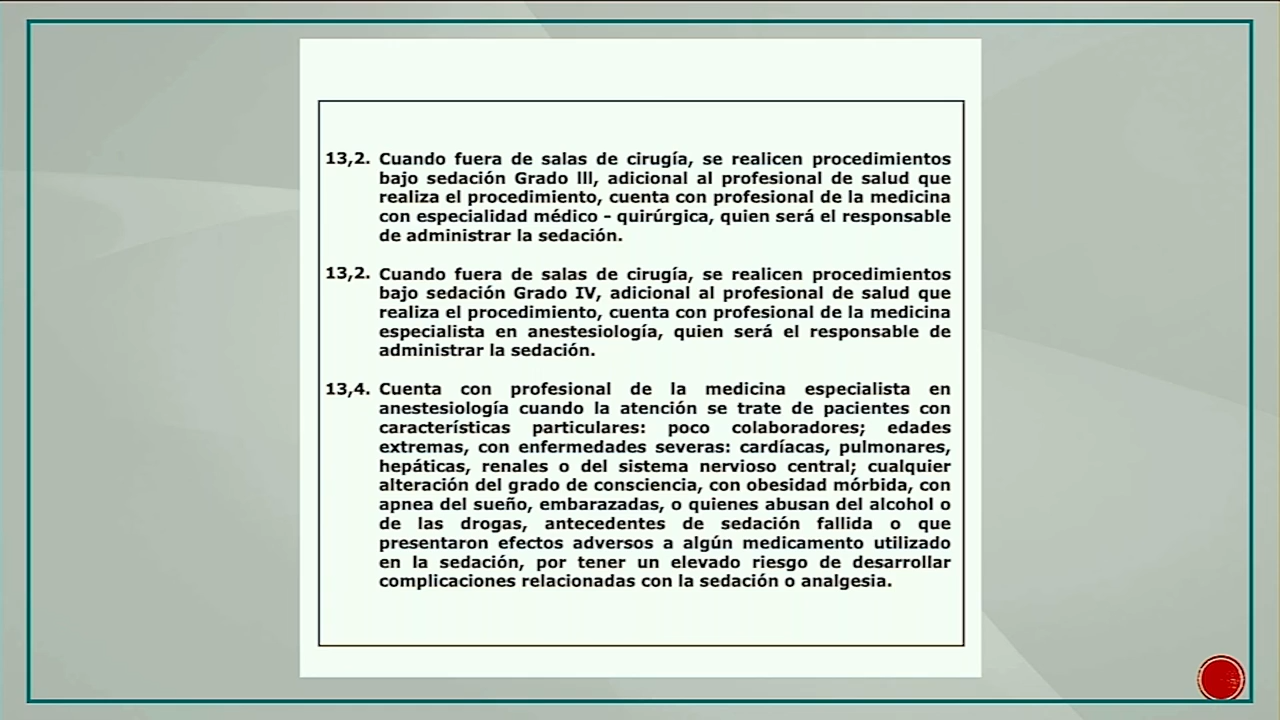 13,2. Cuando fuera de salas de cirugía, se realicen procedimientos
bajo sedación Grado lll, adicional al profesional de salud que
realiza el procedimiento, cuenta con profesional de la medicina
con especialidad médico - quirúrgica, quien será el responsable
de administrar la sedación.
13,2. Cuando fuera de salas de cirugía, se realicen procedimientos
bajo sedación Grado IV, adicional al profesional de salud que
realiza el procedimiento, cuenta con profesional de la medicina
especialista en anestesiología, quien será el responsable de
administrar la sedación.
13,4. Cuenta con profesional de la medicina especialista en
anestesiología cuando la atención se trate de pacientes con
características particulares: poco colaboradores; edades
extremas, con enfermedades severas: cardíacas, pulmonares,
hepáticas, renales o del sistema nervioso central; cualquier
alteración del grado de consciencia, con obesidad mórbida, con
apnea del sueño, embarazadas, o quienes abusan del alcohol o
de las drogas, antecedentes de sedación fallida o que
presentaron efectos adversos a algún medicamento utilizado
en la sedación, por tener un elevado riesgo de desarrollar
complicaciones relacionadas con la sedación o analgesia.